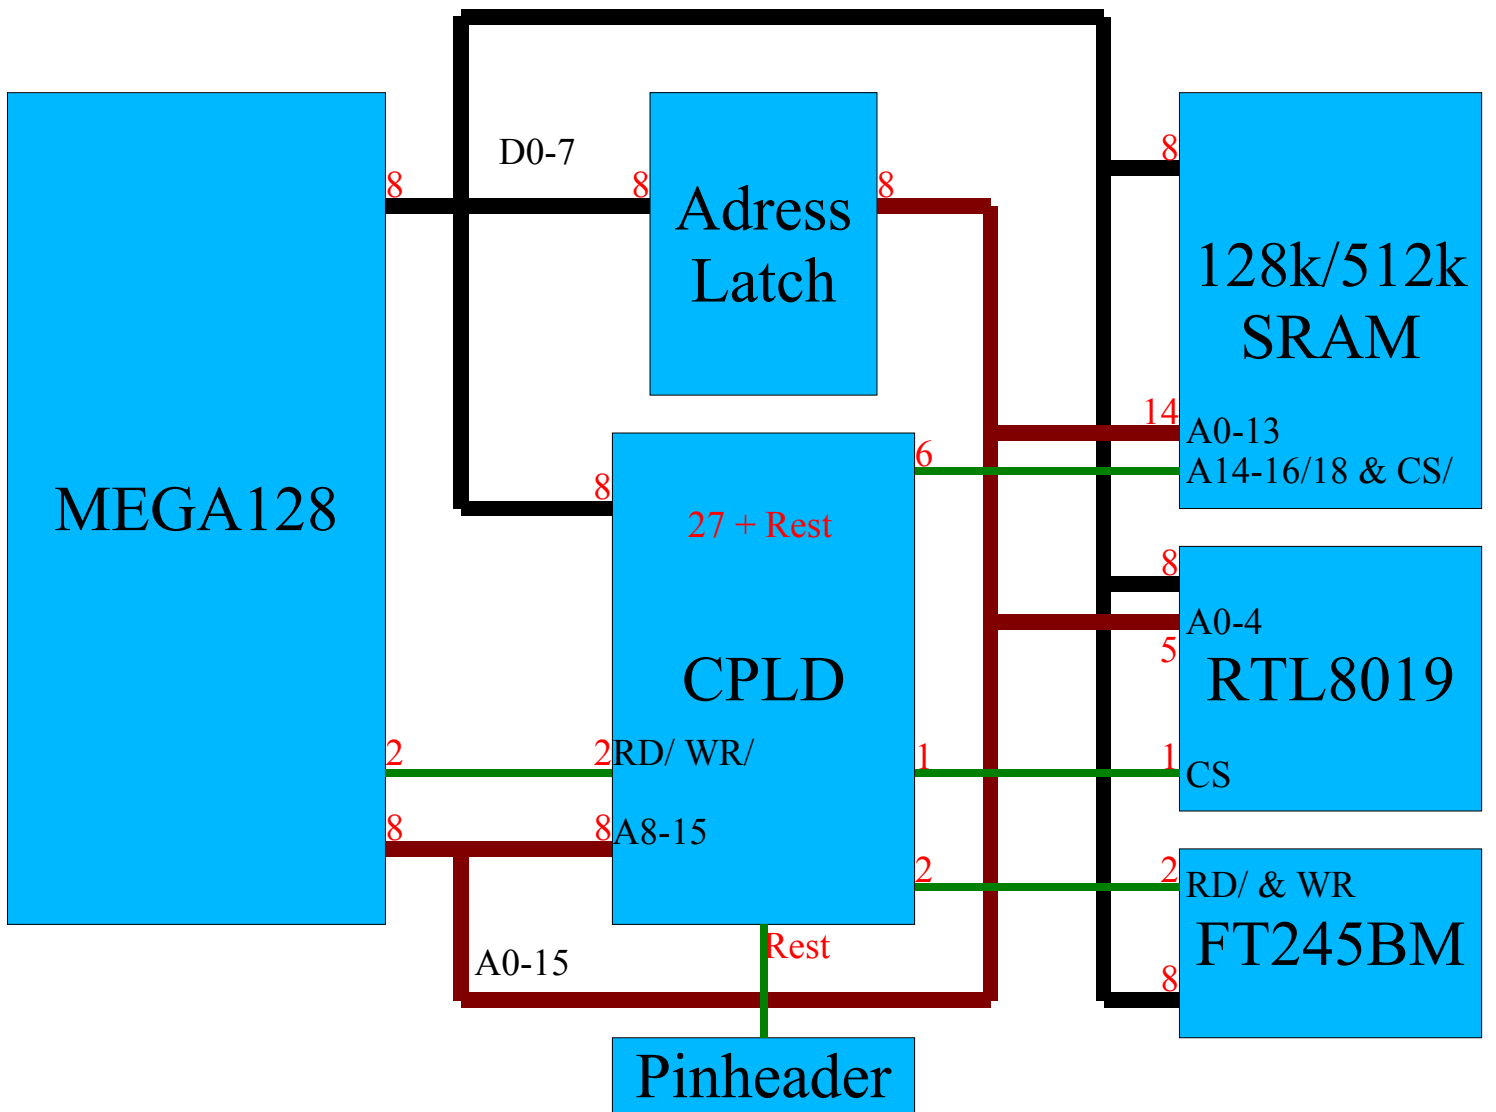 D0-7
8
8
8
8
Adress
Latch
128k/512k
SRAM
14
A0-13
6
A14-16/18 & CS/
8
MEGA128
27 + Rest
8
A0-4
5
CPLD
RTL8019
2
2
RD/ WR/
1
1
CS
8
8
A8-15
2
2
RD/ & WR
Rest
FT245BM
A0-15
8
Pinheader